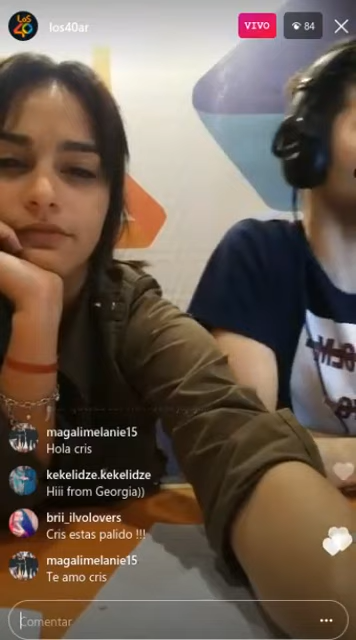 LOS
40
los40ar
VIVO
84
magalimelanie15
Hola cris
kekelidze.kekelidze
Hiii from Georgia))
brii_ilvolovers
Cris estas palido !!!
magalimelanie15
Te amo cris
Comentar